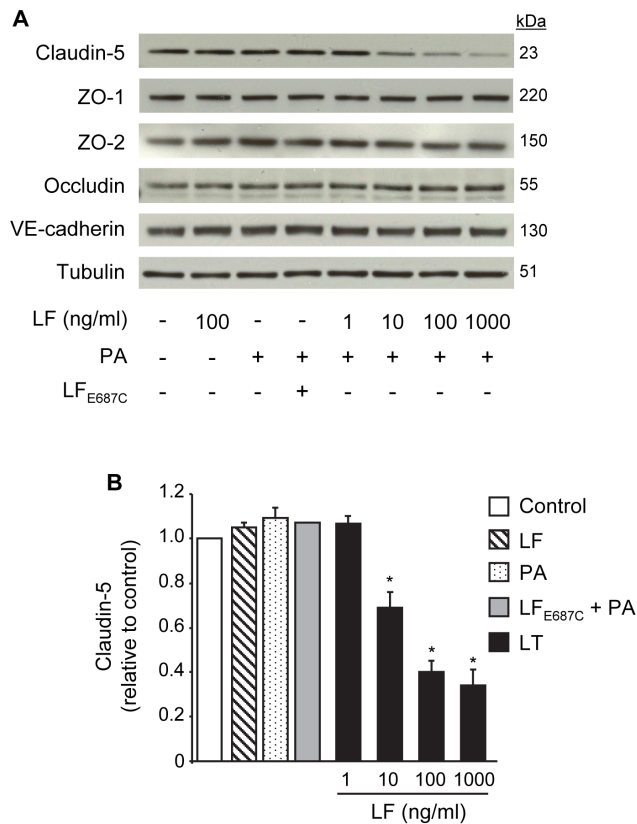 A
kDa
Claudin-5 23
ZO-1 220
ZO-2 150
Occludin 55
VE-cadherin 130
Tubulin 51
LF (ng/ml) - 100 - - 1 10 100 1000
PA - - + + + + + +
LFE687C - - - + - - - -
B
Claudin-5
(relative to control)
1.2
1.0
0.8
0.6
0.4
0.2
0
*
*
*
1 10 100 1000
LF (ng/ml)
Control
LF
PA
LFE687C + PA
LT